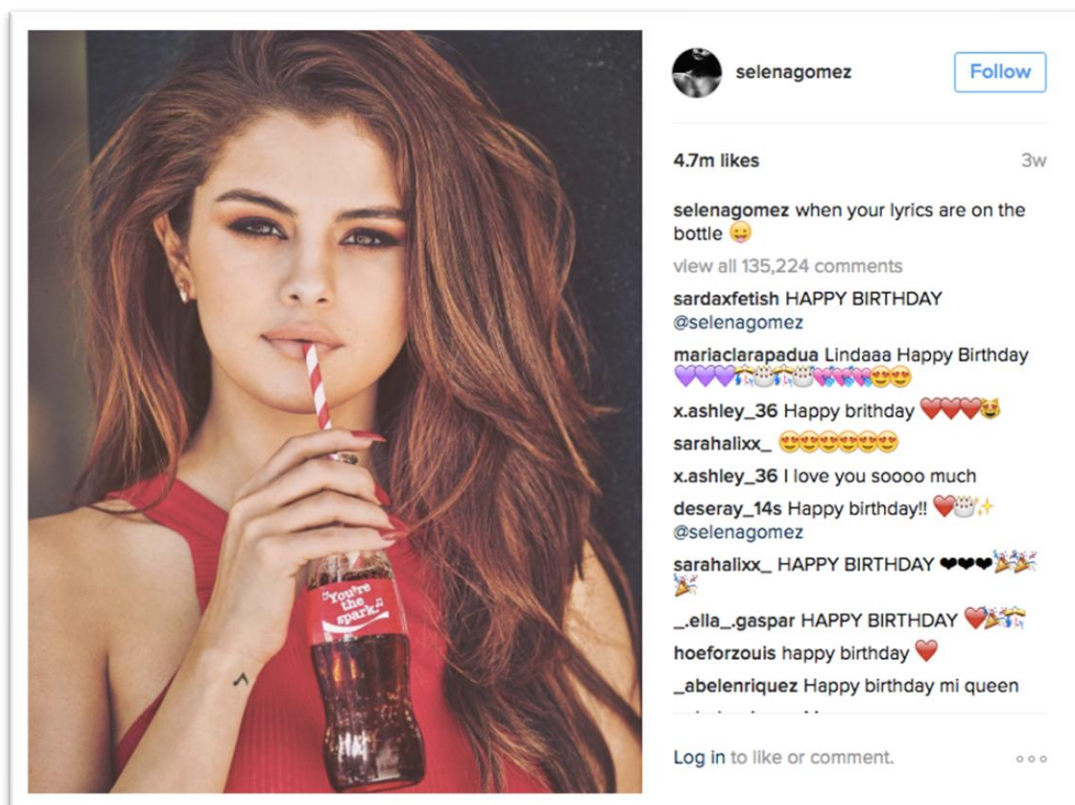 selenagomez
Follow
4.7m likes
3w
selenagomez when your lyrics are on the
bottle 😛
view all 135,224 comments
sardaxfetish HAPPY BIRTHDAY
@selenagomez
mariaclarapadua Lindaaa Happy Birthday
💜💜💜🎊🎂🎊🎂💘💘💘😍😍
x.ashley_36 Happy brithday ❤️❤️❤️😻
sarahalixx_ 😍😍😍😍😍😍
x.ashley_36 I love you soooo much
deseray_14s Happy birthday!! ❤️🎂✨
@selenagomez
sarahalixx_ HAPPY BIRTHDAY ❤❤❤🎉🎉
🎉
_.ella_.gaspar HAPPY BIRTHDAY ❤️🎉🎊
hoeforzouis happy birthday ❤️
_abelenriquez Happy birthday mi queen
Log in to like or comment.
"You're
the
spark."